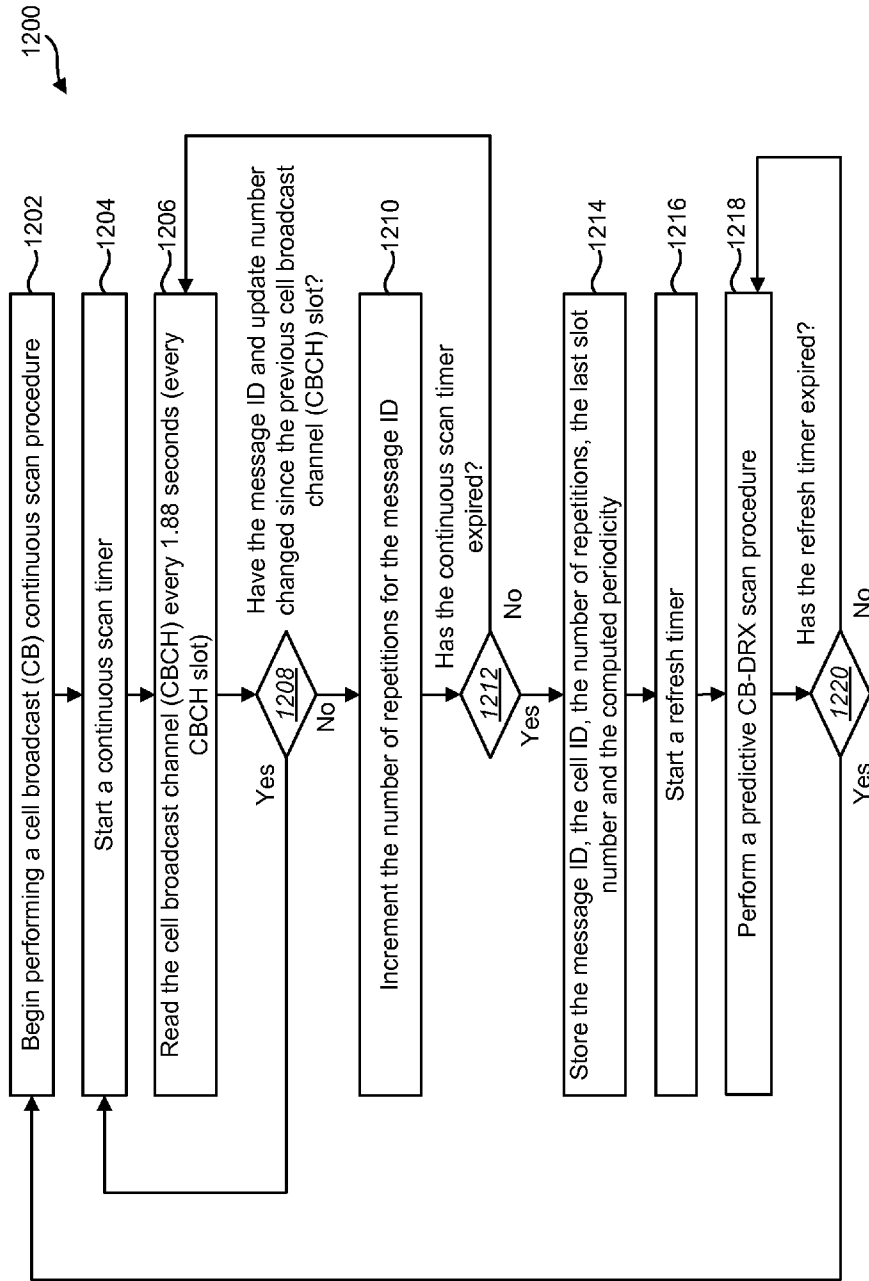 1200
Begin performing a cell broadcast (CB) continuous scan procedure
1202
Start a continuous scan timer
1204
Read the cell broadcast channel (CBCH) every 1.88 seconds (every
CBCH slot)
1206
Have the message ID and update number
changed since the previous cell broadcast
channel (CBCH) slot?
1208
Yes
No
Increment the number of repetitions for the message ID
1210
Has the continuous scan timer
expired?
1212
No
Yes
Store the message ID, the cell ID, the number of repetitions, the last slot
number and the computed periodicity
1214
Start a refresh timer
1216
Perform a predictive CB-DRX scan procedure
1218
Has the refresh timer expired?
1220
Yes
No